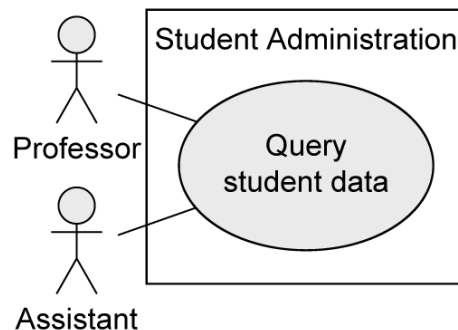 Student Administration
Professor
Query
student data
Assistant